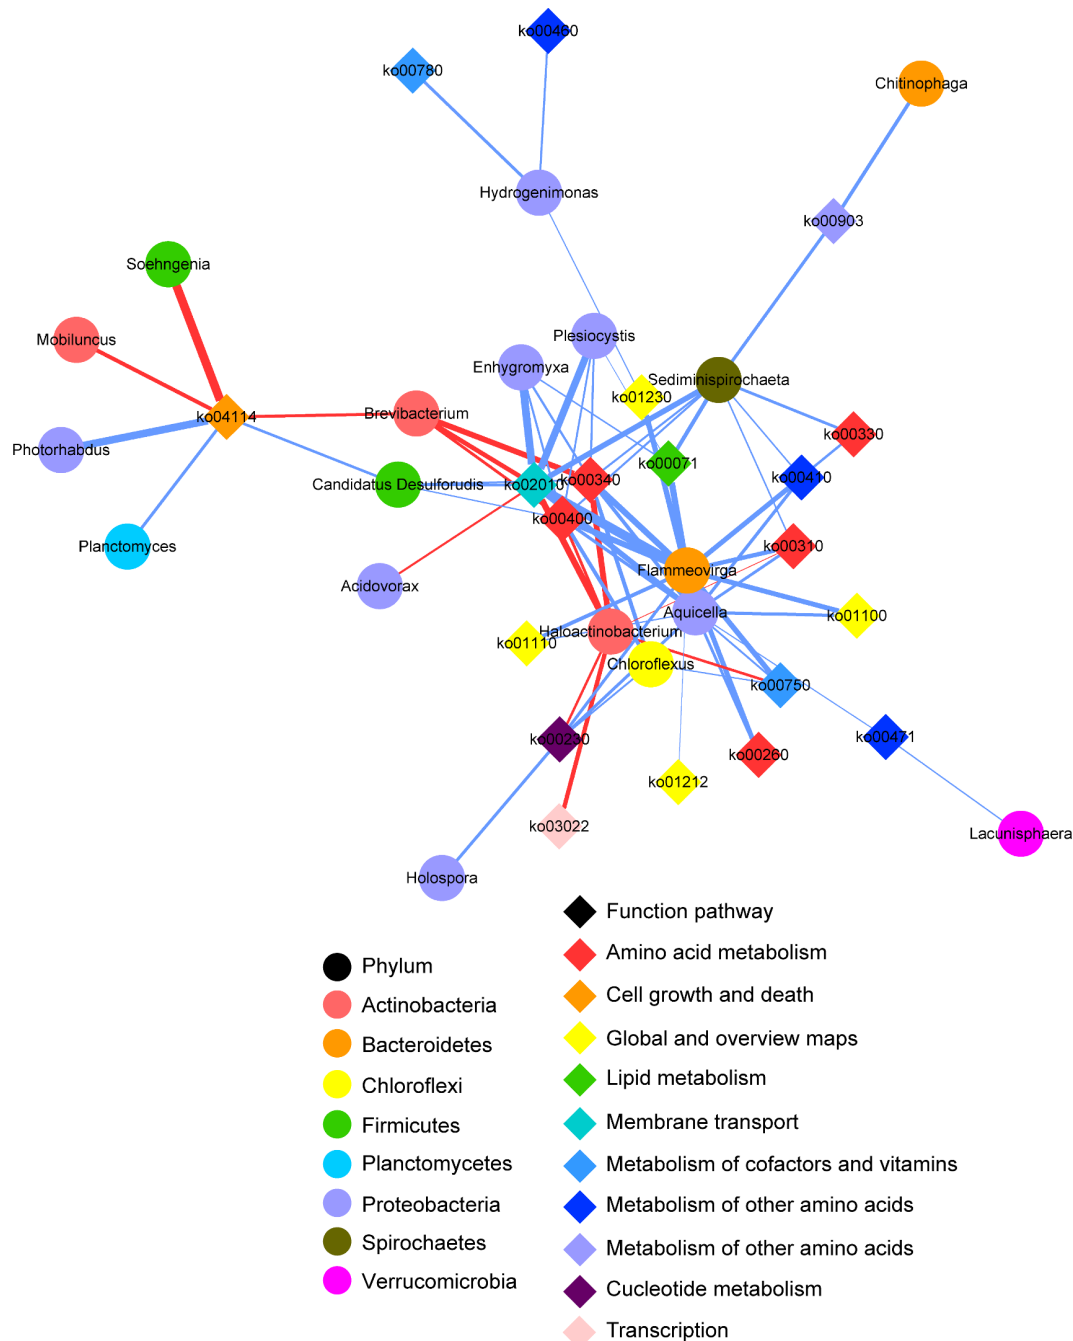 ko00460
ko00780
Chitinophaga
Hydrogenimonas
ko00903
Soehngenia
Mobiluncus
Plesiocystis
Enhygromyxa
Sediminispirochaeta
ko01230
ko04114
Brevibacterium
ko00330
Photorhabdus
ko00071
Candidatus Desulforudis
ko02010
ko00340
ko00410
ko00400
Planctomyces
ko00310
Flammeovirga
Acidovorax
Aquicella
ko01100
Haloactinobacterium
ko01110
Chloroflexus
ko00750
ko00230
ko00471
ko00260
ko01212
ko03022
Lacunisphaera
Holospora
Function pathway
Amino acid metabolism
Cell growth and death
Global and overview maps
Lipid metabolism
Membrane transport
Metabolism of cofactors and vitamins
Metabolism of other amino acids
Metabolism of other amino acids
Cucleotide metabolism
Transcription
Phylum
Actinobacteria
Bacteroidetes
Chloroflexi
Firmicutes
Planctomycetes
Proteobacteria
Spirochaetes
Verrucomicrobia